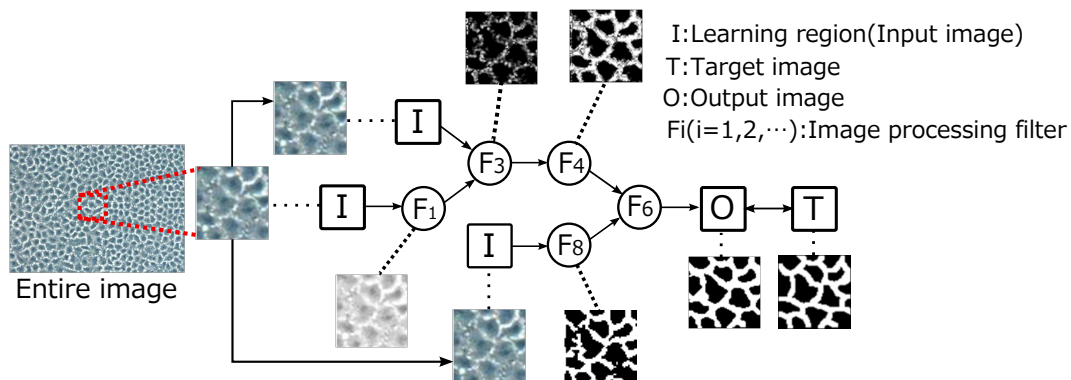 I:Learning region(Input image)
T:Target image
O:Output image
Fi(i=1,2,⋯):Image processing filter
I
F3
F4
I
F1
F6
O
T
I
F8
Entire image